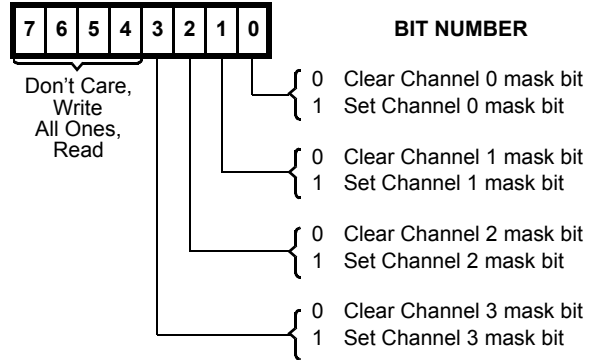 7 6 5 4 3 2 1 0 BIT NUMBER
0 Clear Channel 0 mask bit
1 Set Channel 0 mask bit
Don't Care,
Write
All Ones,
Read
0 Clear Channel 1 mask bit
1 Set Channel 1 mask bit
0 Clear Channel 2 mask bit
1 Set Channel 2 mask bit
0 Clear Channel 3 mask bit
1 Set Channel 3 mask bit